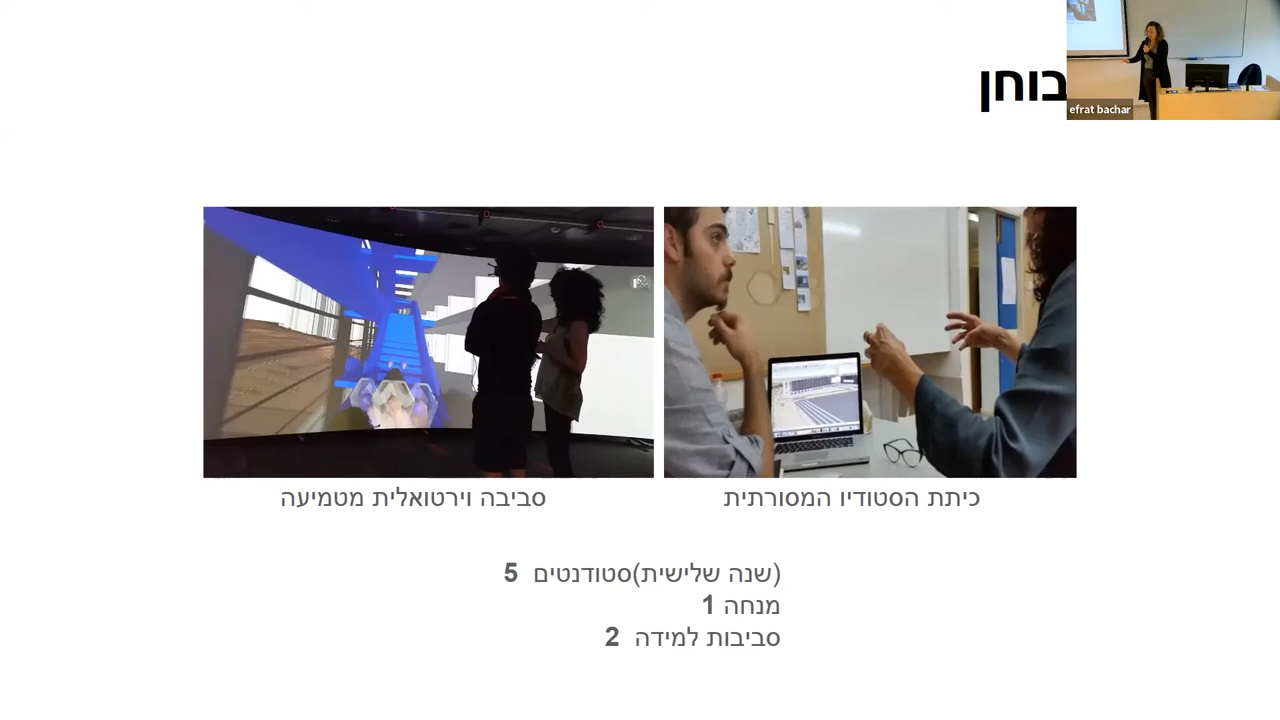 בוחן
efrat bachar
כיתת הסטודיו המסורתית
סביבה וירטואלית מטמיעה
(שנה שלישית)סטודנטים 5
מנחה 1
סביבות למידה 2